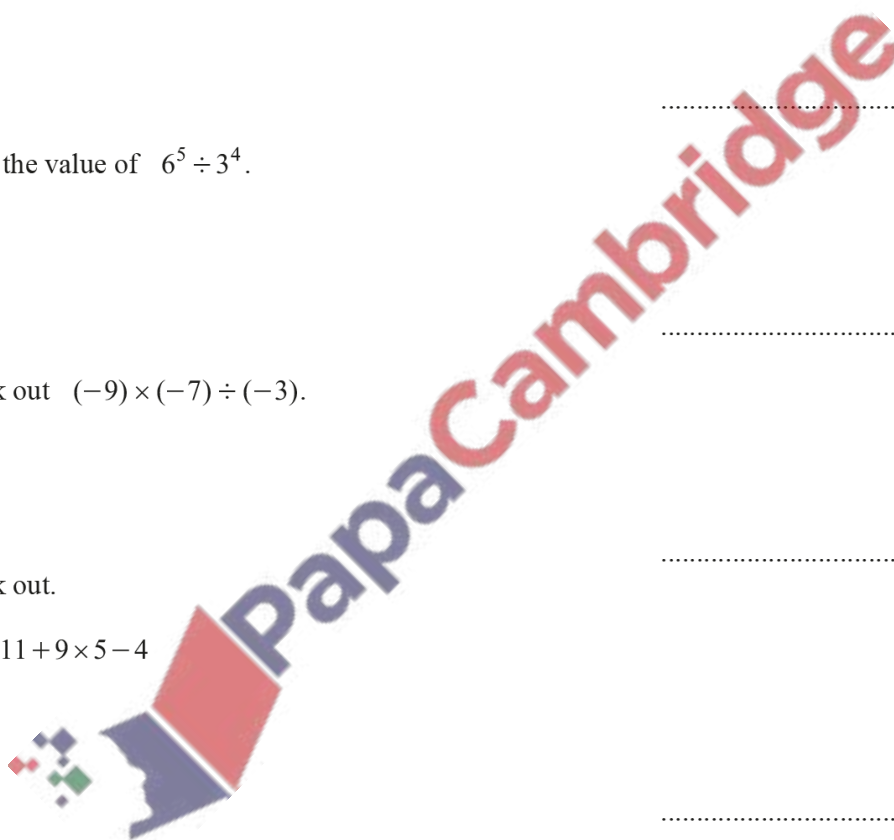 the value of 6⁵ ÷ 3⁴.
out (−9) × (−7) ÷ (−3).
out.
11 + 9 × 5 − 4
PapaCambridge